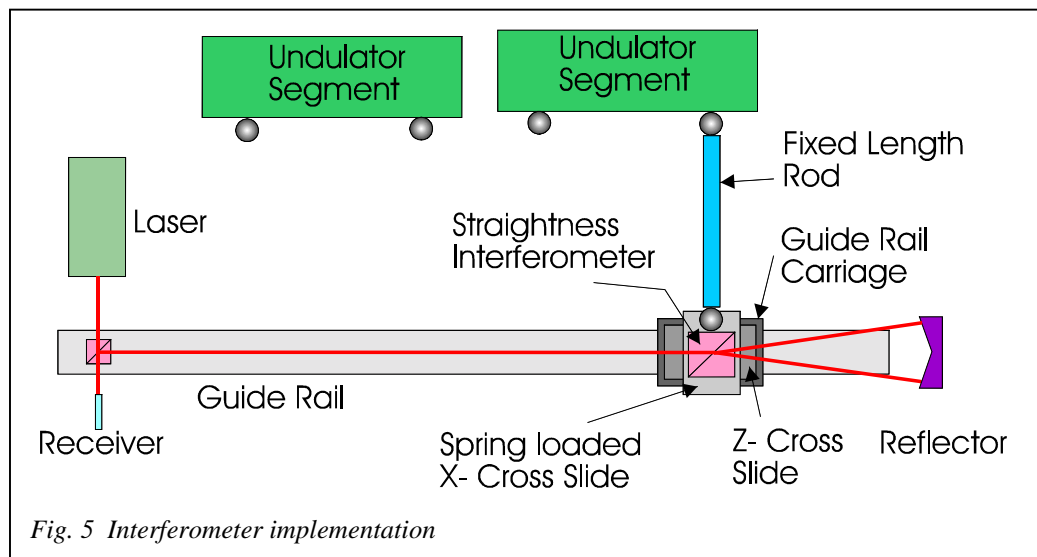 Undulator
Segment
Undulator
Segment
Fixed Length
Rod
Laser
Straightness
Interferometer
Guide Rail
Carriage
Guide Rail
Receiver
Spring loaded
X- Cross Slide
Z- Cross
Slide
Reflector
Fig. 5 Interferometer implementation